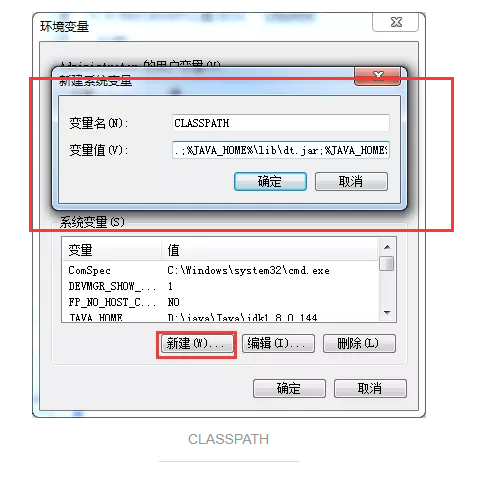 环境变量
Administrator 的用户变量(U)
新建系统变量
变量名(N): CLASSPATH
变量值(V): .;%JAVA_HOME%\lib\dt.jar;%JAVA_HOME%
确定 取消
系统变量(S)
变量 值
ComSpec C:\Windows\system32\cmd.exe
DEVMGR_SHOW_... 1
FP_NO_HOST_C... NO
JAVA_HOME D:\java\Java\jdk1.8.0_144
新建(W)... 编辑(I)... 删除(L)
确定 取消
CLASSPATH